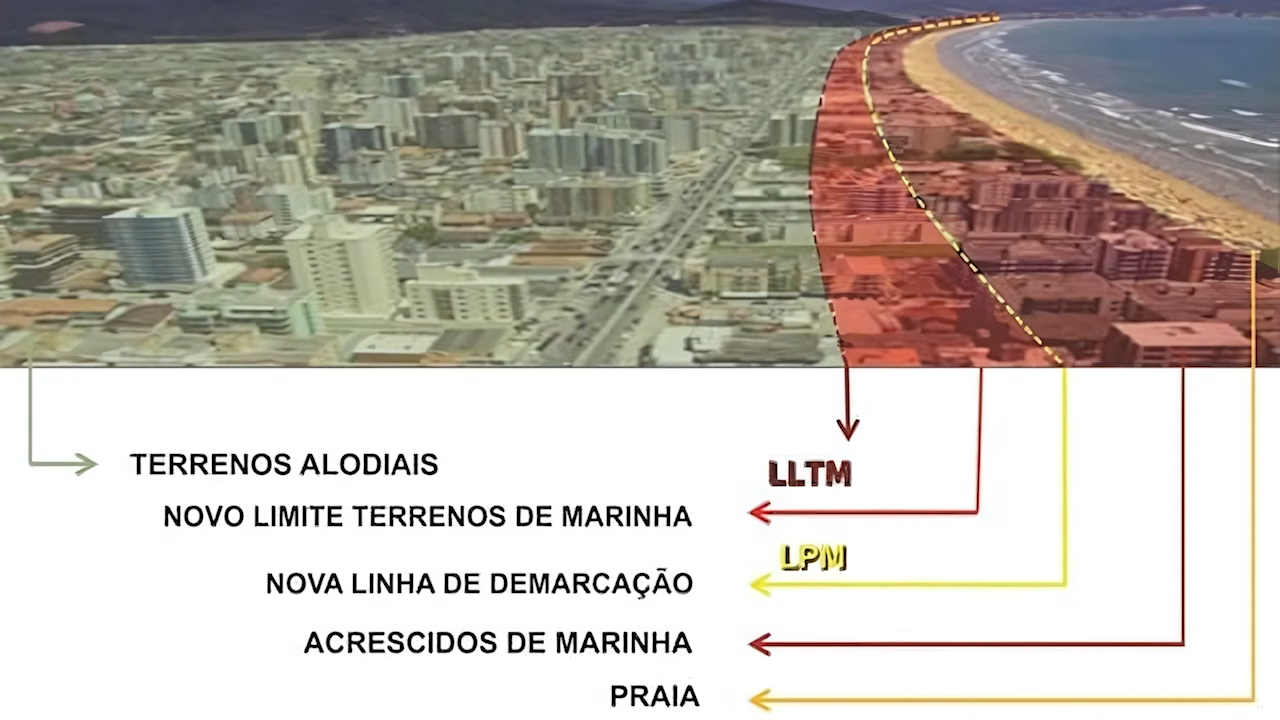 TERRENOS ALODIAIS
LLTM
NOVO LIMITE TERRENOS DE MARINHA
LPM
NOVA LINHA DE DEMARCAÇÃO
ACRESCIDOS DE MARINHA
PRAIA